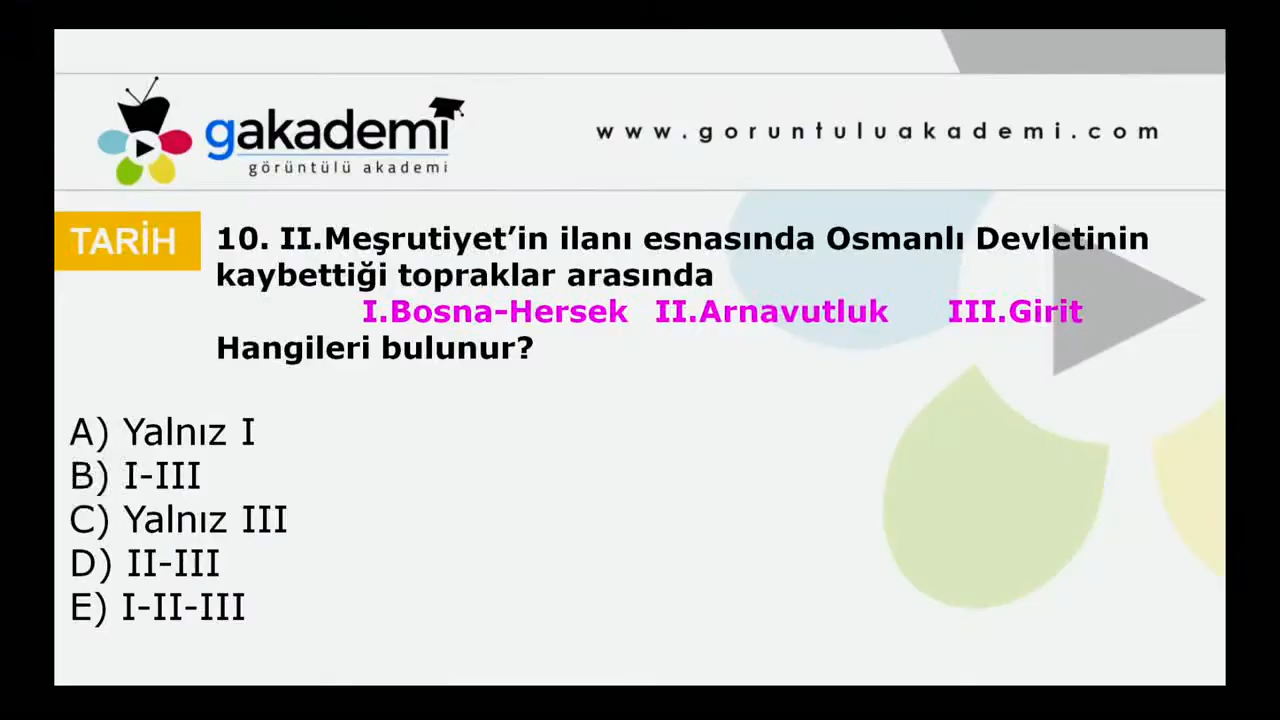 gakademi
görüntülü akademi
www.goruntuluakademi.com
TARİH
10. II.Meşrutiyet’in ilanı esnasında Osmanlı Devletinin
kaybettiği topraklar arasında
I.Bosna-Hersek II.Arnavutluk III.Girit
Hangileri bulunur?
A) Yalnız I
B) I-III
C) Yalnız III
D) II-III
E) I-II-III